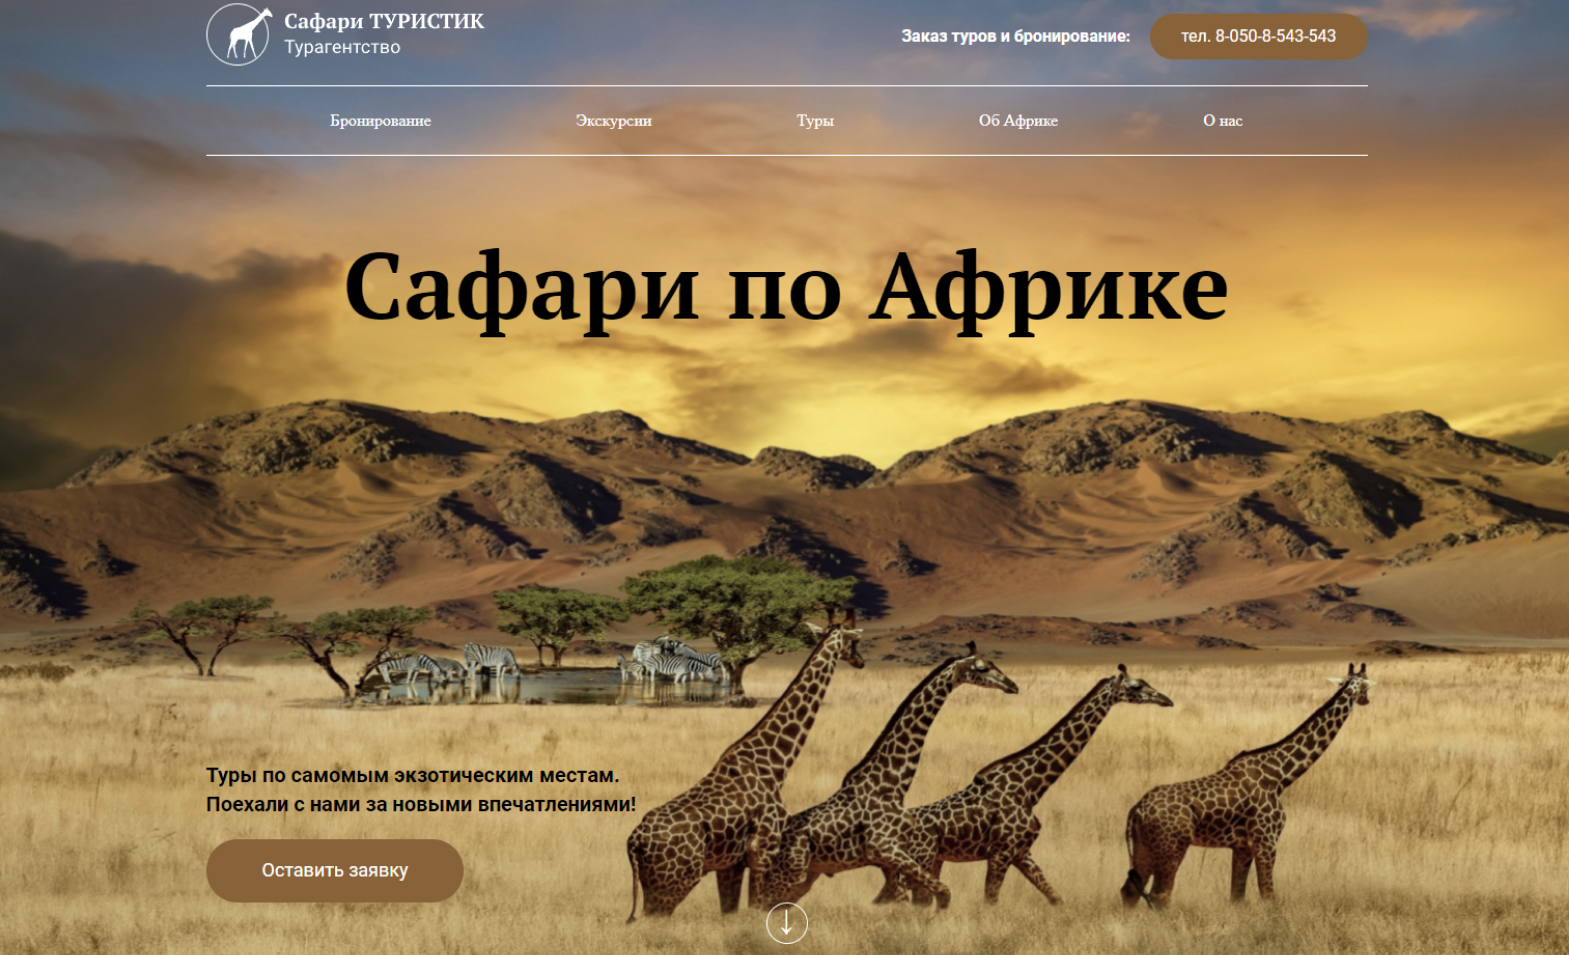 Сафари ТУРИСТИК
Турагентство
Заказ туров и бронирование:
тел. 8-050-8-543-543
Бронирование
Экскурсии
Туры
Об Африке
О нас
Сафари по Африке
Туры по самомым экзотическим местам.
Поехали с нами за новыми впечатлениями!
Оставить заявку